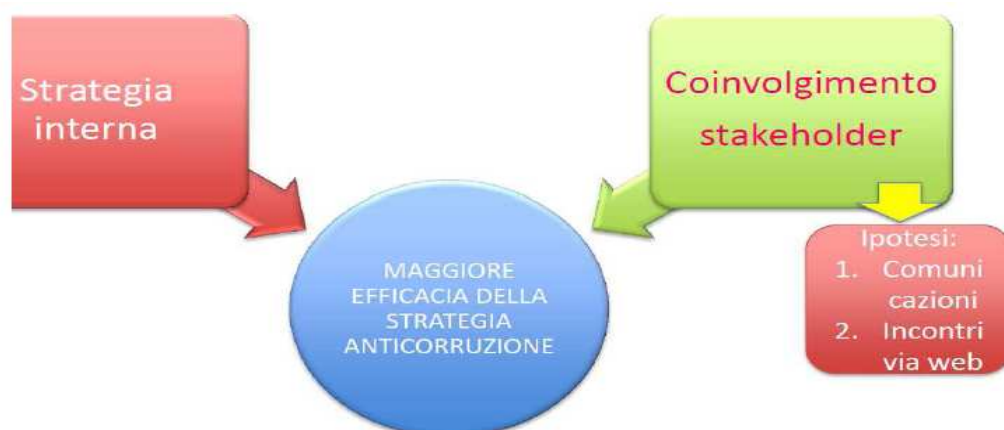 Strategia
interna
Coinvolgimento
stakeholder
MAGGIORE
EFFICACIA DELLA
STRATEGIA
ANTICORRUZIONE
Ipotesi:
1. Comuni
cazioni
2. Incontri
via web